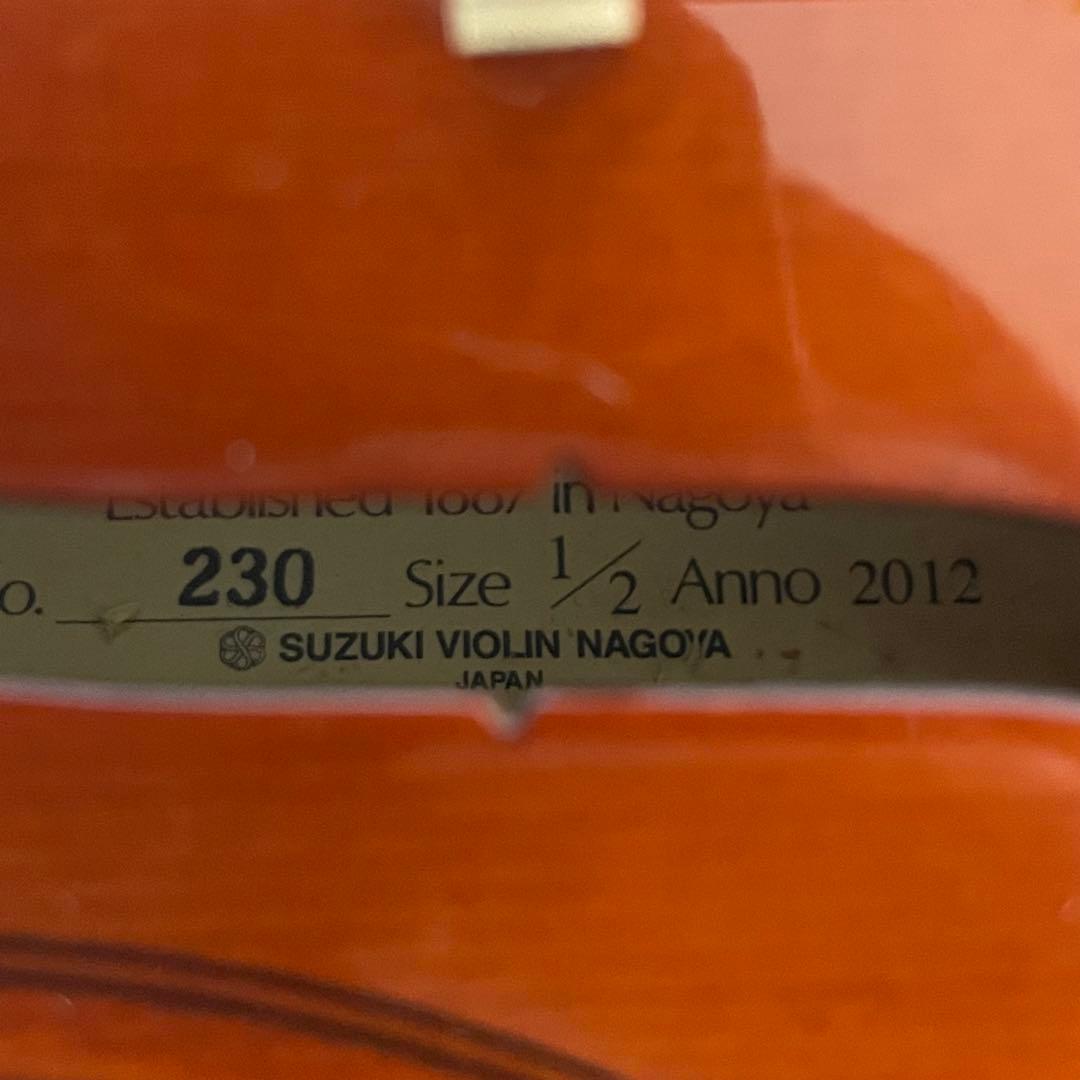 Established 1887 in Nagoya
o. 230 Size 1/2 Anno 2012
SUZUKI VIOLIN NAGOYA
JAPAN